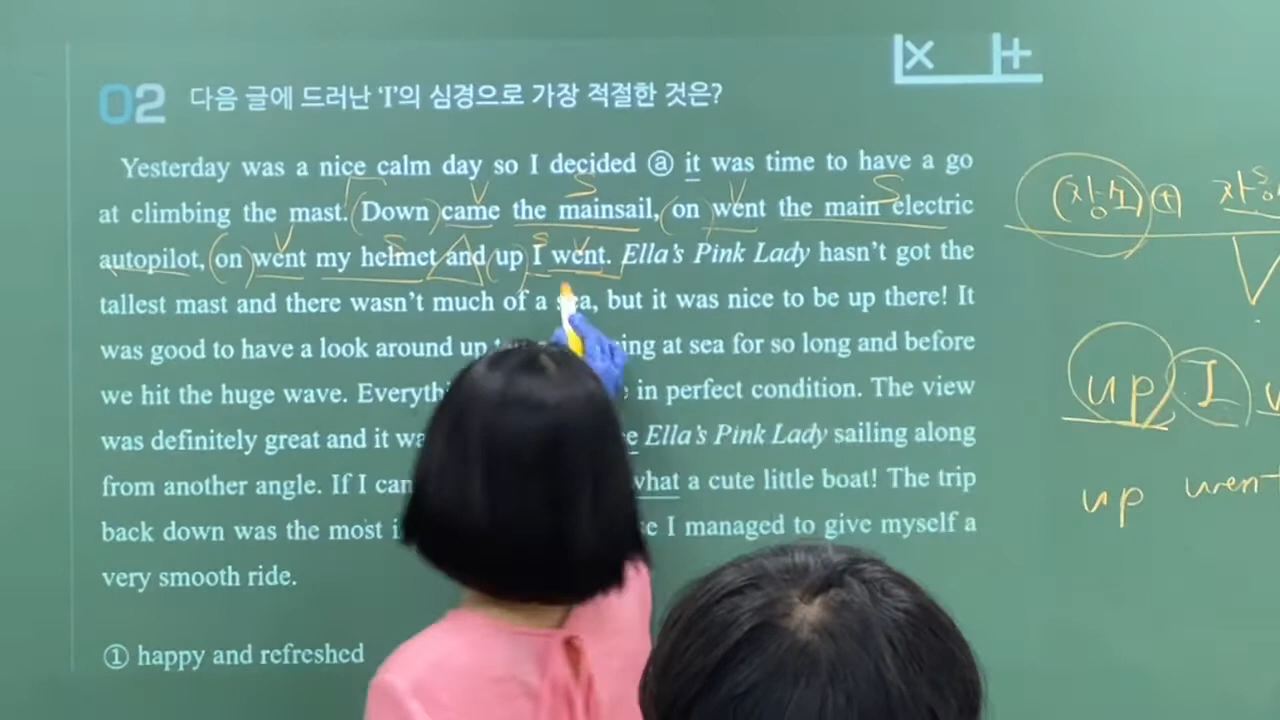 02 다음 글에 드러난 'I'의 심경으로 가장 적절한 것은?
Yesterday was a nice calm day so I decided ⓐ it was time to have a go
at climbing the mast. (Down) came the mainsail, (on) went the main electric
autopilot, (on) went my helmet and (up) I went. Ella's Pink Lady hasn't got the
tallest mast and there wasn't much of a sea, but it was nice to be up there! It
was good to have a look around up at sea for so long and before
we hit the huge wave. in perfect condition. The view
was definitely great and it Ella's Pink Lady sailing along
from another angle. If I can what a cute little boat! The trip
back down was the most I managed to give myself a
very smooth ride.
① happy and refreshed
V S V S
V S S V
(장소) +
V
up I
up went